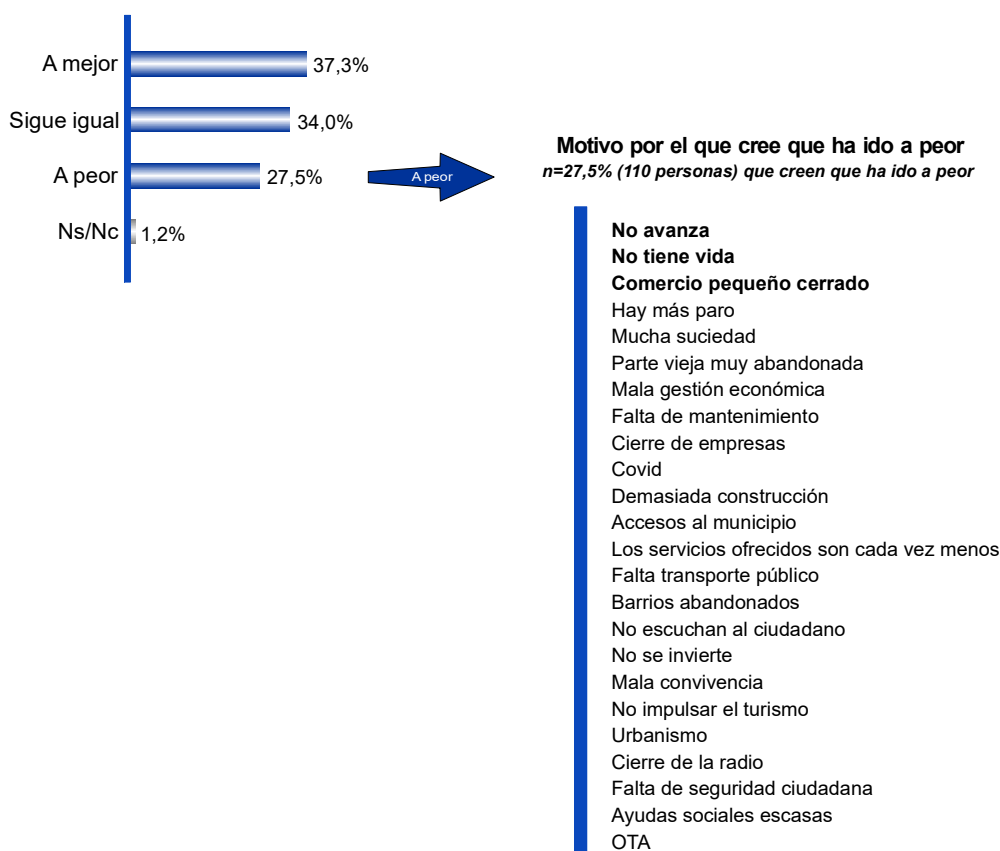 A mejor
37,3%
Sigue igual
34,0%
A peor
27,5%
Ns/Nc
1,2%
A peor
Motivo por el que cree que ha ido a peor
n=27,5% (110 personas) que creen que ha ido a peor
No avanza
No tiene vida
Comercio pequeño cerrado
Hay más paro
Mucha suciedad
Parte vieja muy abandonada
Mala gestión económica
Falta de mantenimiento
Cierre de empresas
Covid
Demasiada construcción
Accesos al municipio
Los servicios ofrecidos son cada vez menos
Falta transporte público
Barrios abandonados
No escuchan al ciudadano
No se invierte
Mala convivencia
No impulsar el turismo
Urbanismo
Cierre de la radio
Falta de seguridad ciudadana
Ayudas sociales escasas
OTA